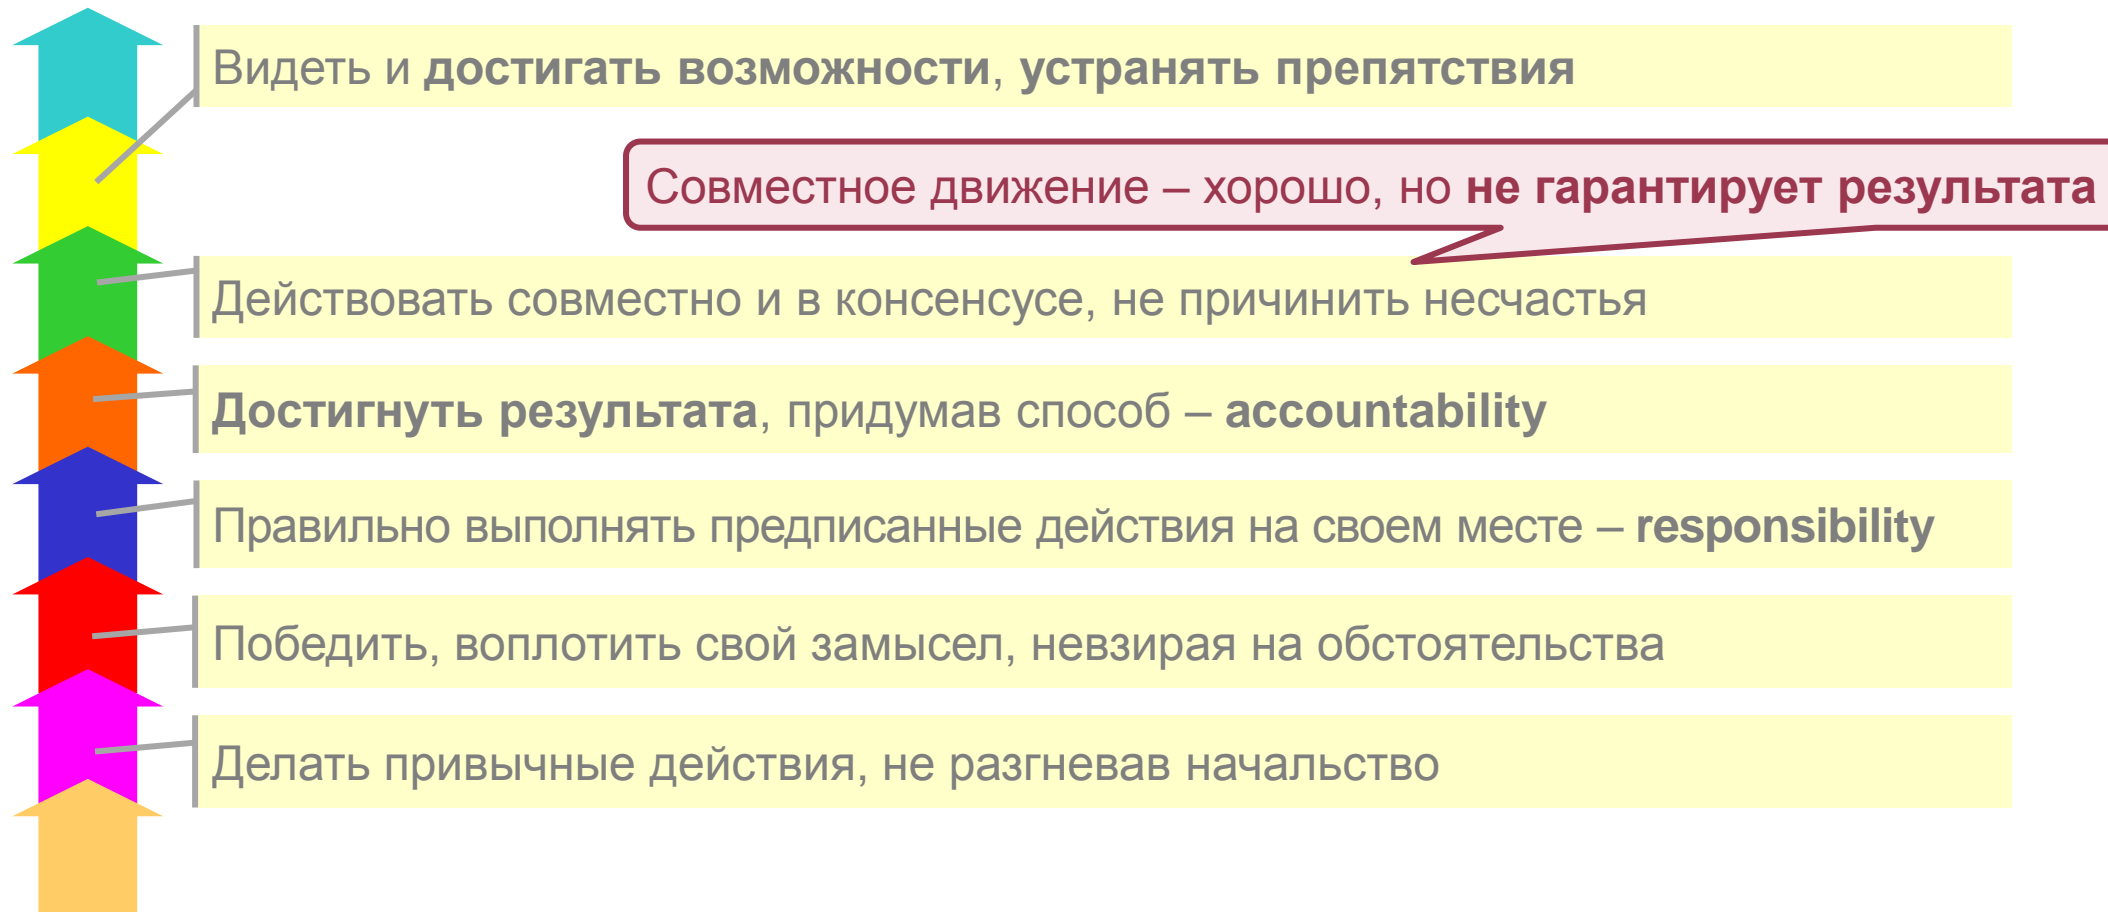 Видеть и достигать возможности, устранять препятствия
Совместное движение – хорошо, но не гарантирует результата
Действовать совместно и в консенсусе, не причинить несчастья
Достигнуть результата, придумав способ – accountability
Правильно выполнять предписанные действия на своем месте – responsibility
Победить, воплотить свой замысел, невзирая на обстоятельства
Делать привычные действия, не разгневав начальство